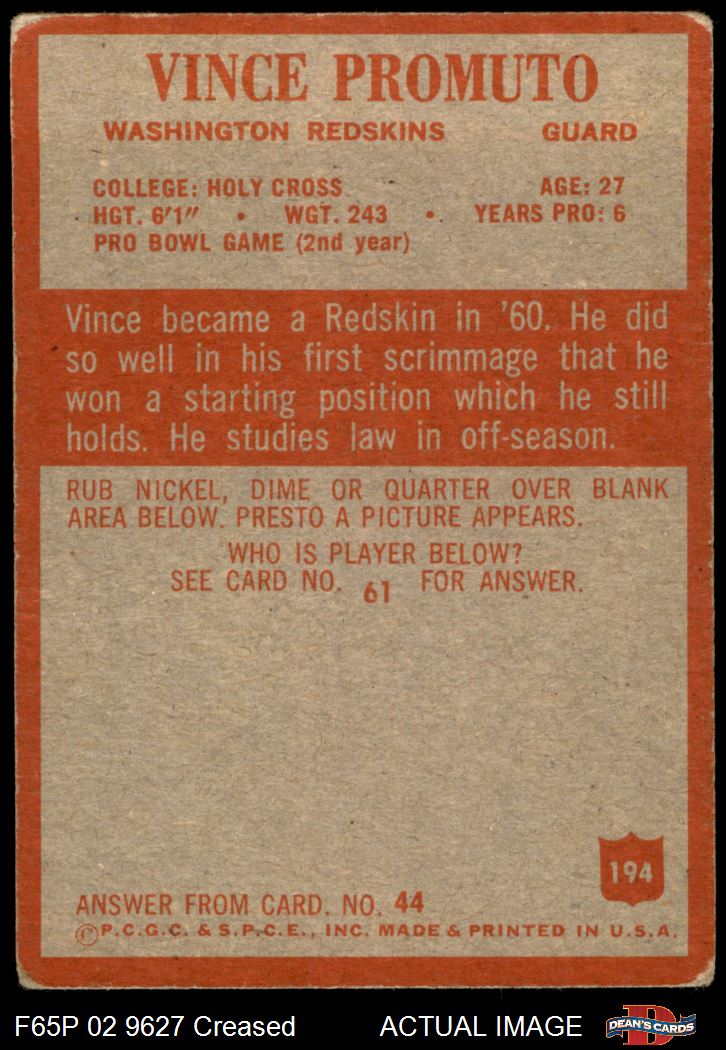 VINCE PROMUTO
WASHINGTON REDSKINS GUARD
COLLEGE: HOLY CROSS AGE: 27
HGT. 6'1" • WGT. 243 • YEARS PRO: 6
PRO BOWL GAME (2nd year)
Vince became a Redskin in '60. He did
so well in his first scrimmage that he
won a starting position which he still
holds. He studies law in off-season.
RUB NICKEL, DIME OR QUARTER OVER BLANK
AREA BELOW. PRESTO A PICTURE APPEARS.
WHO IS PLAYER BELOW?
SEE CARD NO. 61 FOR ANSWER.
194
ANSWER FROM CARD. NO. 44
©P.C.G.C. & S.P.C.E., INC. MADE & PRINTED IN U.S.A.
F65P 02 9627 Creased ACTUAL IMAGE
D
DEAN'S CARDS